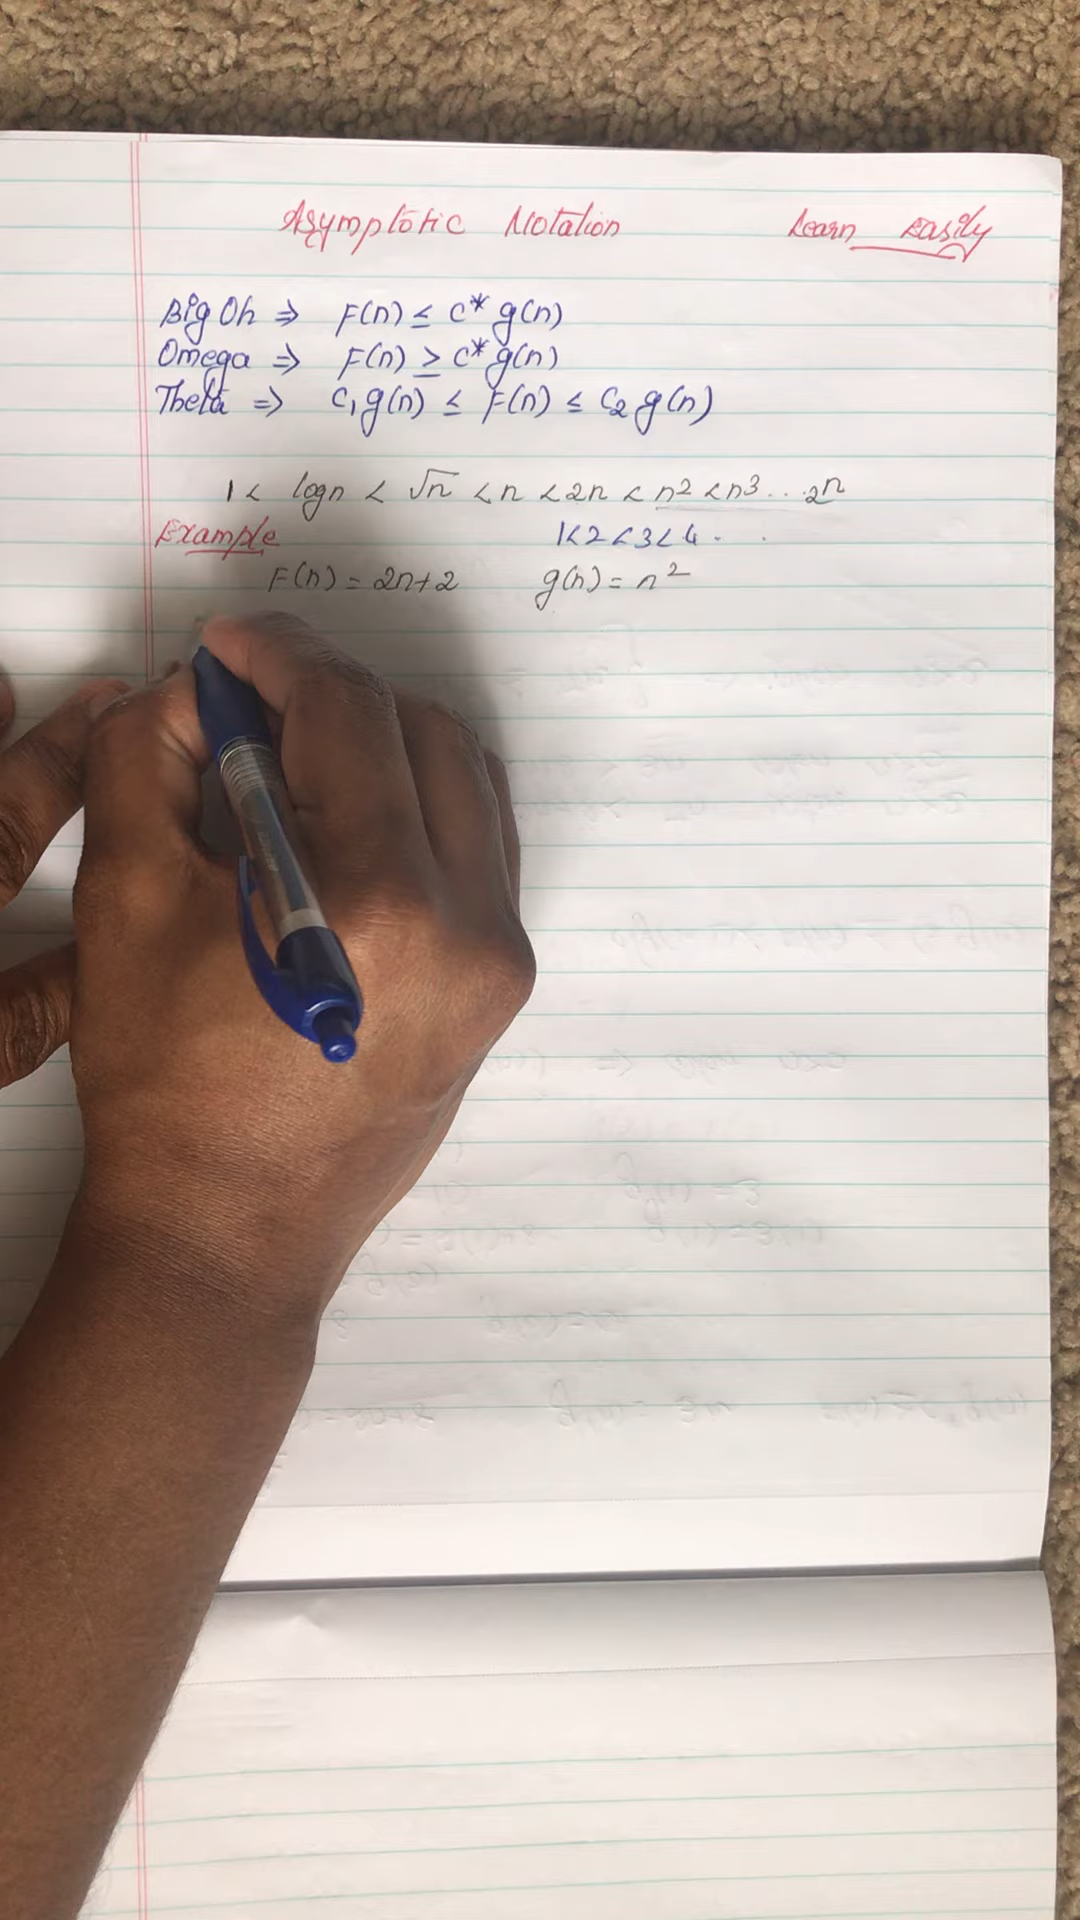 Asymptotic Notation Learn Easily
Big Oh ⇒ F(n) ≤ c* g(n)
Omega ⇒ F(n) ≥ c* g(n)
Theta ⇒ C₁g(n) ≤ F(n) ≤ C₂ g(n)
1 < logn < √n < n < 2n < n² < n³ ... 2ⁿ
Example 1<2<3<4 . .
F(n) = 2n+2 g(n) = n²